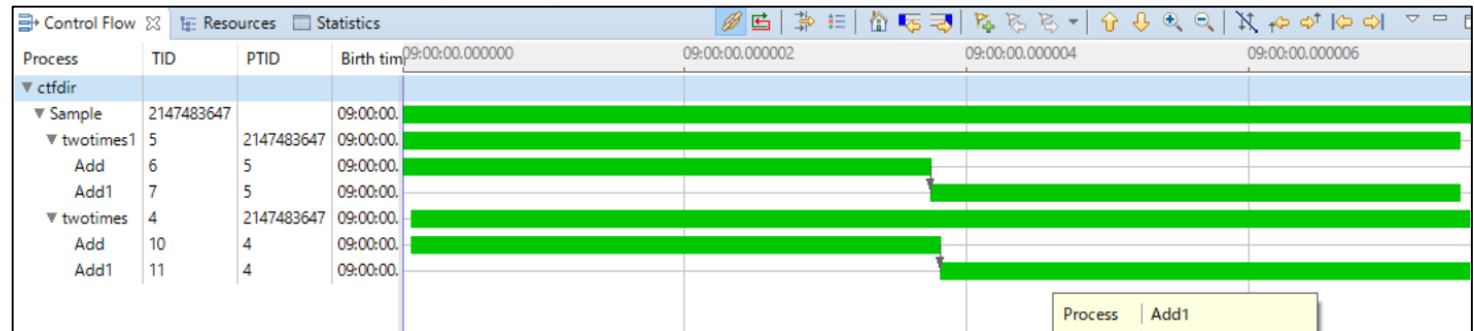 Control Flow Resources Statistics
Process TID PTID Birth tim 09:00:00.000000 09:00:00.000002 09:00:00.000004 09:00:00.000006
ctfdir
Sample 2147483647 09:00:00.
twotimes1 5 2147483647 09:00:00.
Add 6 5 09:00:00.
Add1 7 5 09:00:00.
twotimes 4 2147483647 09:00:00.
Add 10 4 09:00:00.
Add1 11 4 09:00:00.
Process Add1